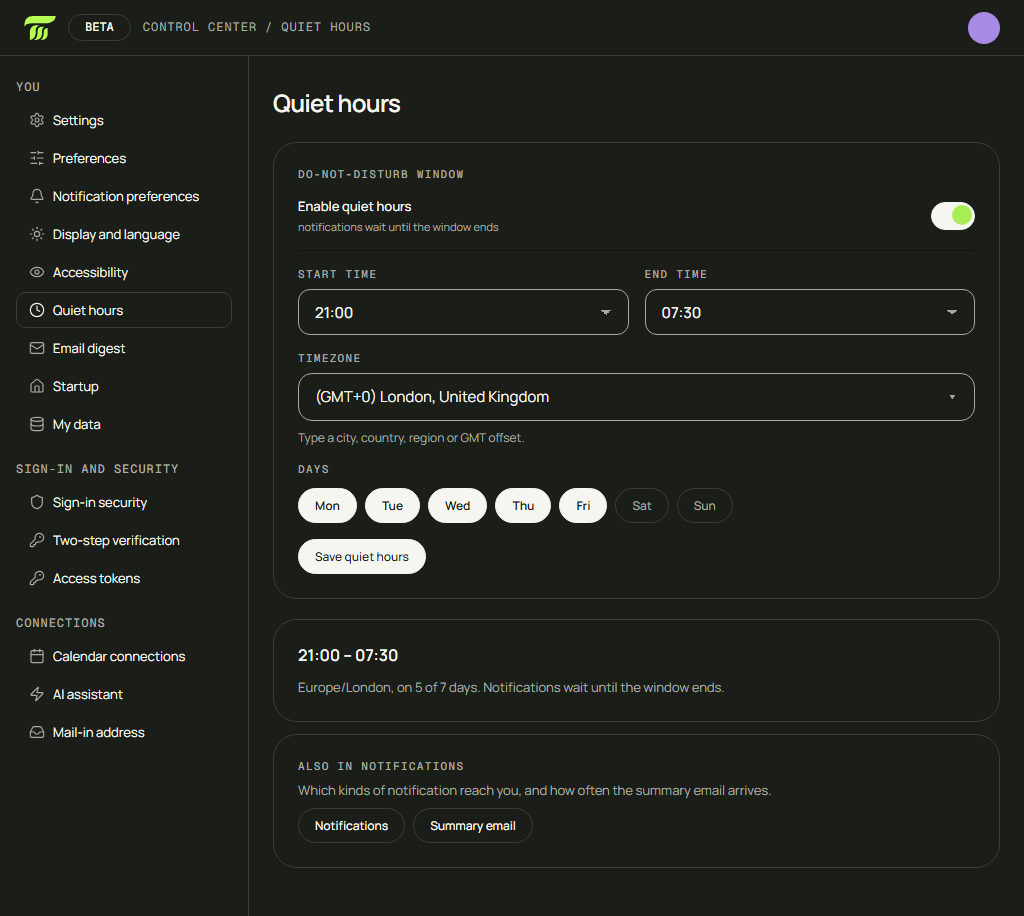 BETA
CONTROL CENTER / QUIET HOURS
YOU
Settings
Preferences
Notification preferences
Display and language
Accessibility
Quiet hours
Email digest
Startup
My data
SIGN-IN AND SECURITY
Sign-in security
Two-step verification
Access tokens
CONNECTIONS
Calendar connections
AI assistant
Mail-in address
Quiet hours
DO-NOT-DISTURB WINDOW
Enable quiet hours
notifications wait until the window ends
START TIME
END TIME
21:00
07:30
TIMEZONE
(GMT+0) London, United Kingdom
Type a city, country, region or GMT offset.
DAYS
Mon Tue Wed Thu Fri Sat Sun
Save quiet hours
21:00 – 07:30
Europe/London, on 5 of 7 days. Notifications wait until the window ends.
ALSO IN NOTIFICATIONS
Which kinds of notification reach you, and how often the summary email arrives.
Notifications
Summary email